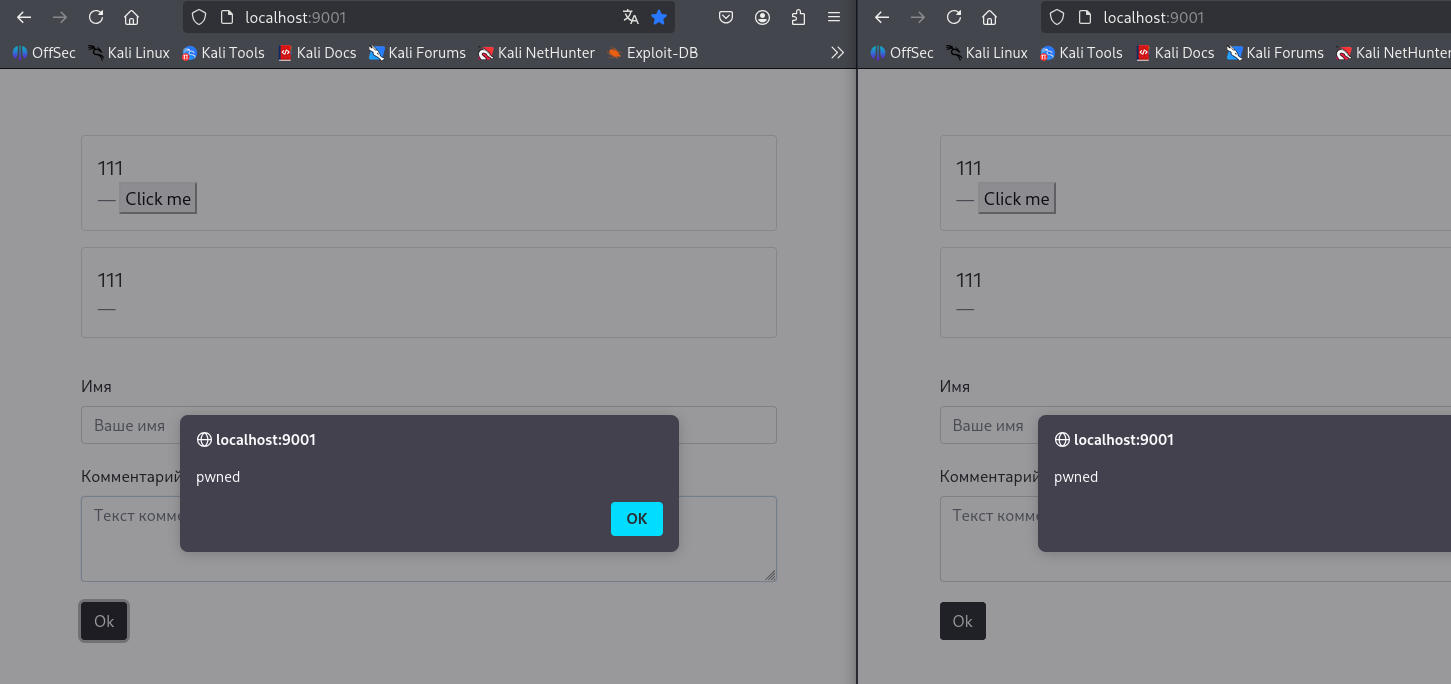 localhost:9001
OffSec Kali Linux Kali Tools Kali Docs Kali Forums Kali NetHunter Exploit-DB
111
— Click me
111
—
Имя
Ваше имя
localhost:9001
Комментарий
pwned
Текст комме
OK
Ok
localhost:9001
OffSec Kali Linux Kali Tools Kali Docs Kali Forums Kali NetHunter
111
— Click me
111
—
Имя
Ваше имя
localhost:9001
Комментарий
pwned
Текст комме
Ok